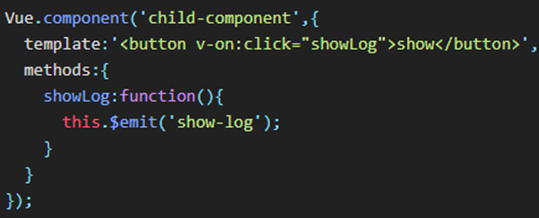 Vue.component('child-component',{
  template:'<button v-on:click="showLog">show</button>',
  methods:{
    showLog:function(){
      this.$emit('show-log');
    }
  }
});